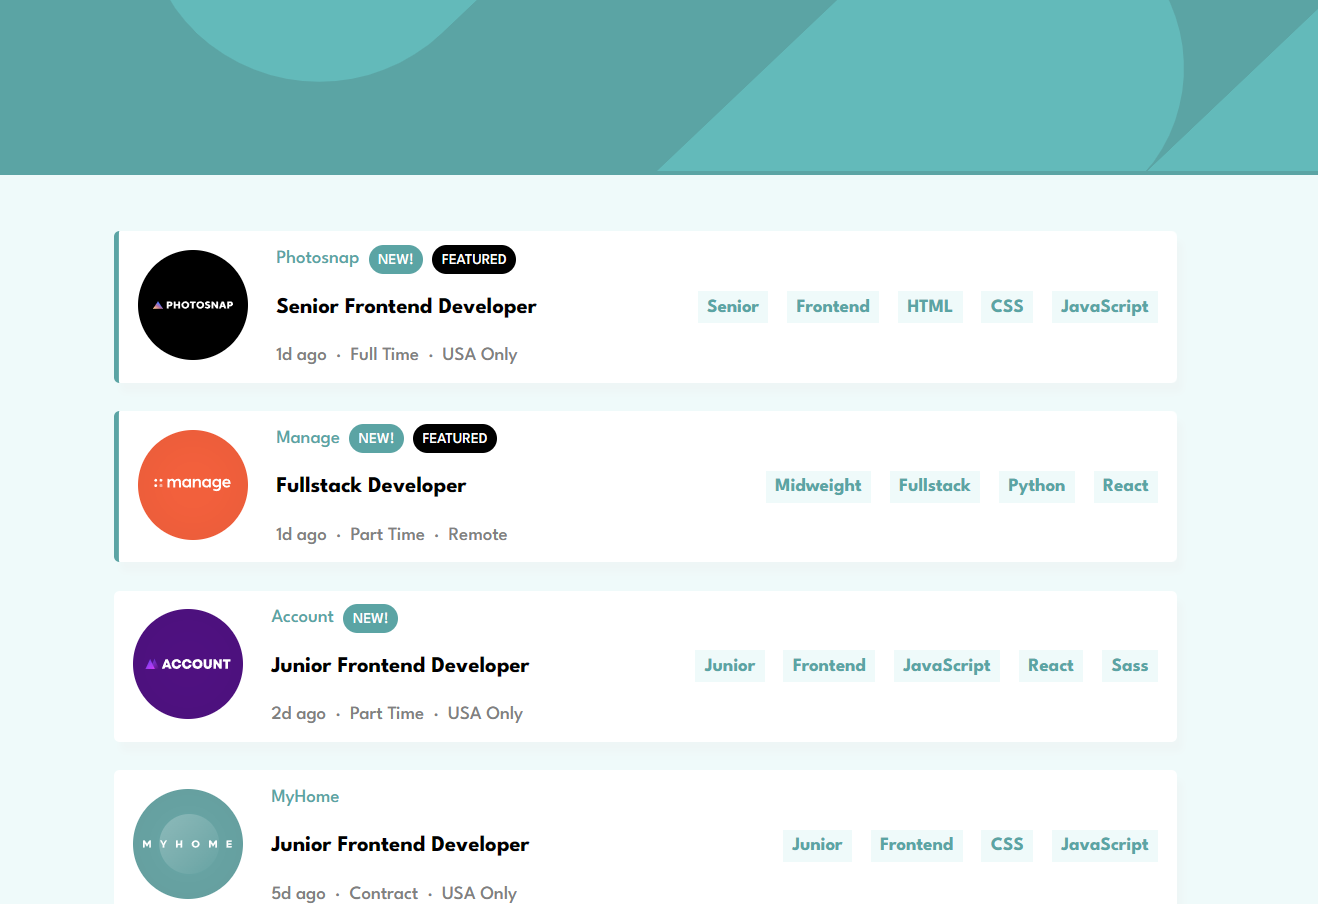 PHOTOSNAP
Photosnap NEW! FEATURED
Senior Frontend Developer
1d ago · Full Time · USA Only
Senior Frontend HTML CSS JavaScript
manage
Manage NEW! FEATURED
Fullstack Developer
1d ago · Part Time · Remote
Midweight Fullstack Python React
ACCOUNT
Account NEW!
Junior Frontend Developer
2d ago · Part Time · USA Only
Junior Frontend JavaScript React Sass
MYHOME
MyHome
Junior Frontend Developer
5d ago · Contract · USA Only
Junior Frontend CSS JavaScript